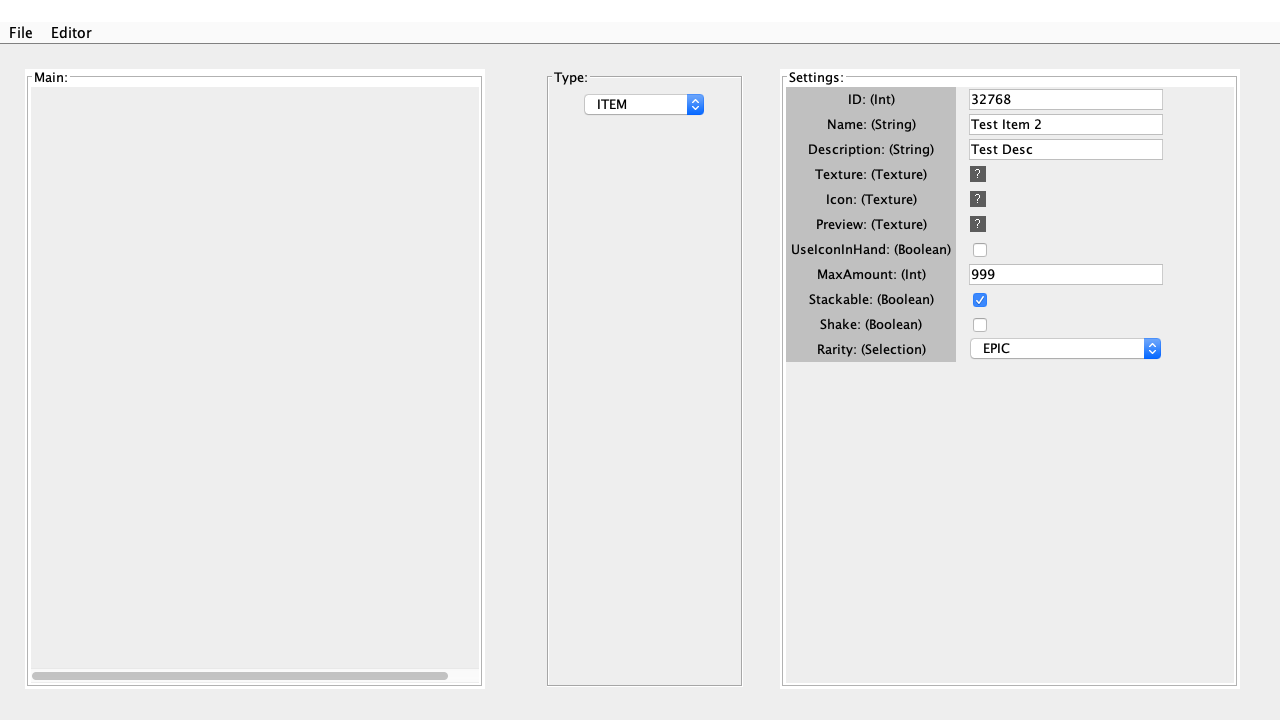 File Editor
Main:
Type:
ITEM
Settings:
ID: (Int) 32768
Name: (String) Test Item 2
Description: (String) Test Desc
Texture: (Texture) ?
Icon: (Texture) ?
Preview: (Texture) ?
UseIconInHand: (Boolean)
MaxAmount: (Int) 999
Stackable: (Boolean)
Shake: (Boolean)
Rarity: (Selection) EPIC